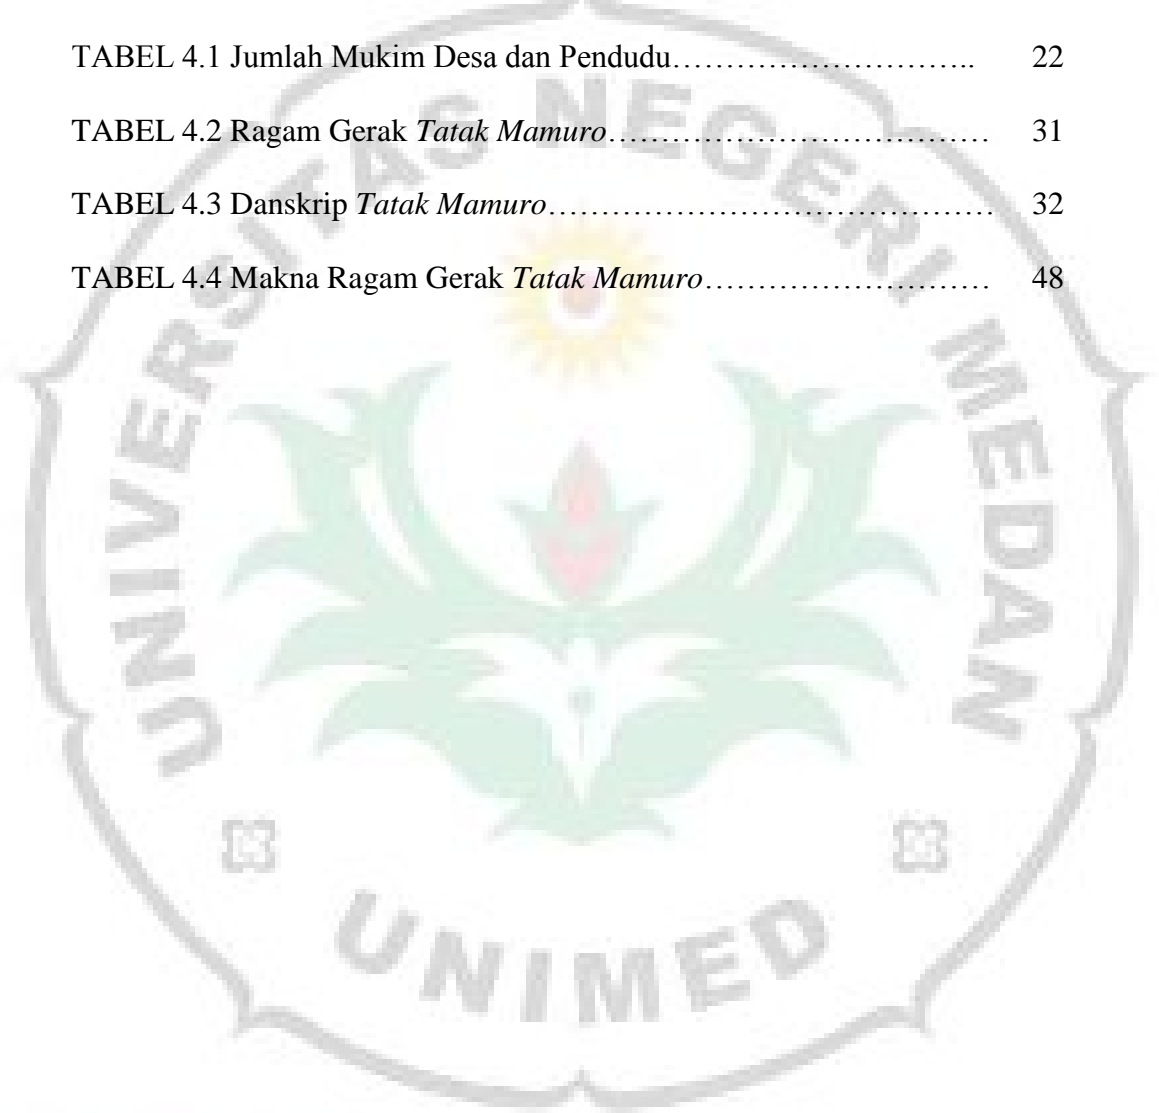 TABEL 4.1 Jumlah Mukim Desa dan Pendudu……………………….. 22
TABEL 4.2 Ragam Gerak Tatak Mamuro……………………………… 31
TABEL 4.3 Danskrip Tatak Mamuro…………………………………… 32
TABEL 4.4 Makna Ragam Gerak Tatak Mamuro……………………… 48
UNIVERSITAS NEGERI MEDAN
UNIMED